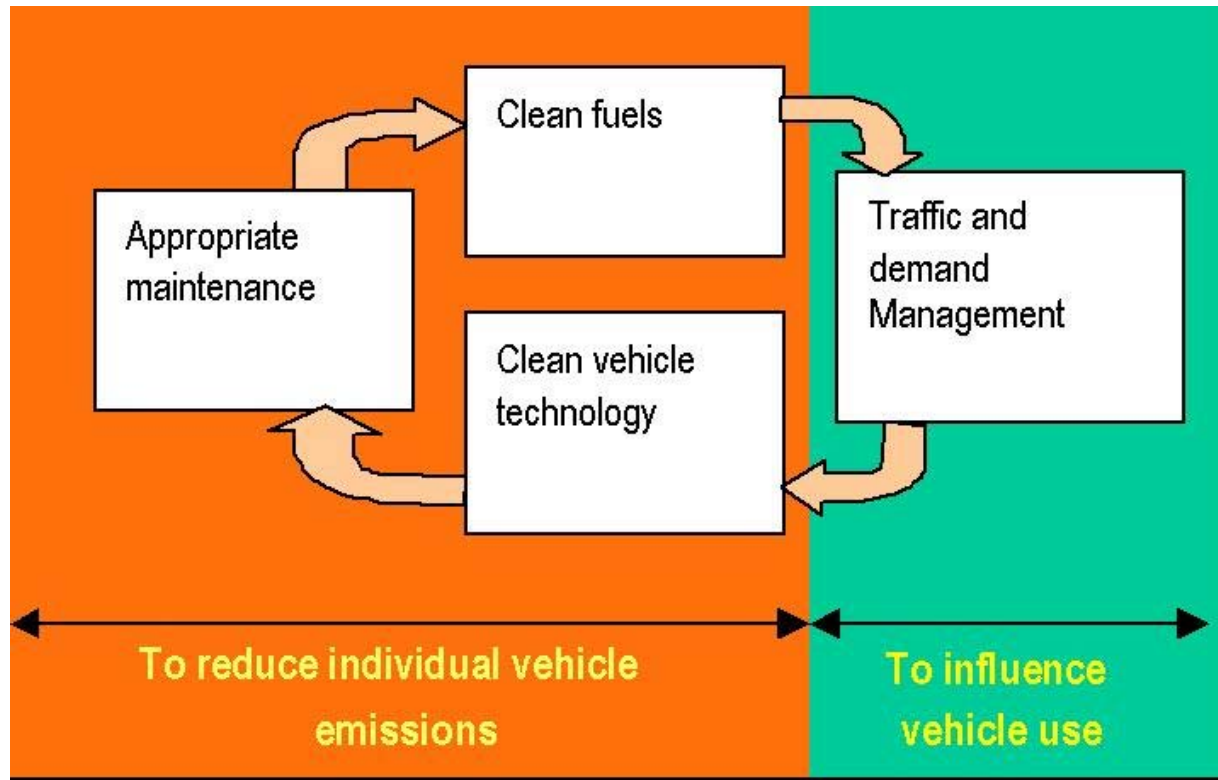 Clean fuels
Appropriate
maintenance
Traffic and
demand
Management
Clean vehicle
technology
To reduce individual vehicle
emissions
To influence
vehicle use